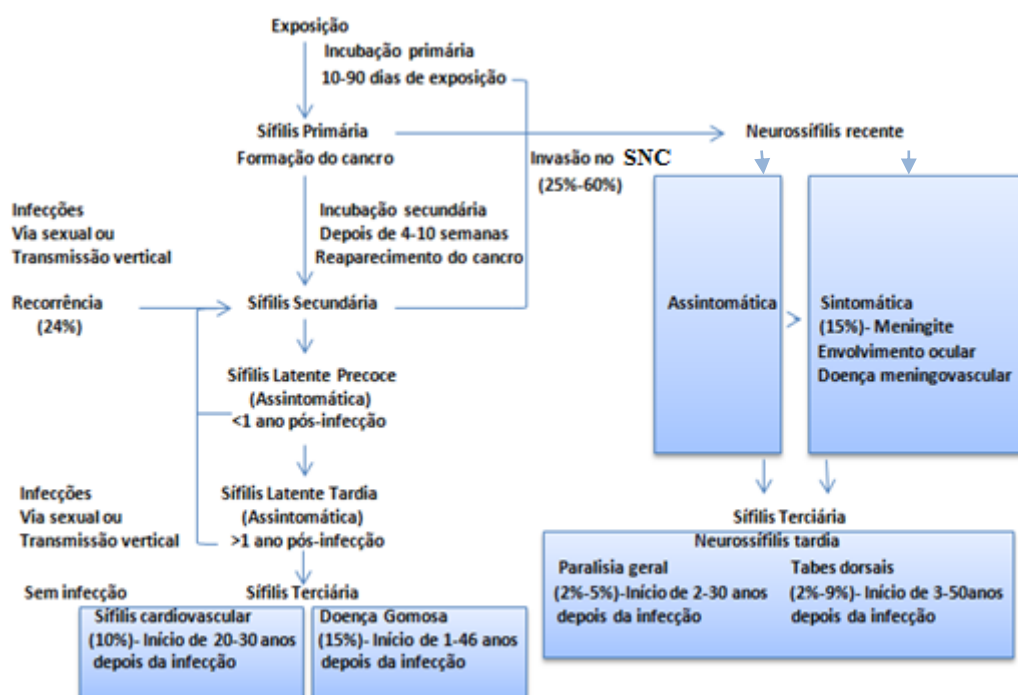 Exposição
Incubação primária
10-90 dias de exposição
Sífilis Primária
Formação do cancro
Neurossífilis recente
Invasão no SNC
(25%-60%)
Infecções
Via sexual ou
Transmissão vertical
Incubação secundária
Depois de 4-10 semanas
Reaparecimento do cancro
Recorrência
(24%)
Sífilis Secundária
Assintomática
Sintomática
(15%)- Meningite
Envolvimento ocular
Doença meningovascular
Sífilis Latente Precoce
(Assintomática)
<1 ano pós-infecção
Infecções
Via sexual ou
Transmissão vertical
Sífilis Latente Tardia
(Assintomática)
>1 ano pós-infecção
Sífilis Terciária
Neurossífilis tardia
Paralisia geral
(2%-5%)-Início de 2-30 anos
depois da infecção
Tabes dorsais
(2%-9%)- Início de 3-50anos
depois da infecção
Sem infecção
Sífilis Terciária
Sífilis cardiovascular
(10%)- Início de 20-30 anos
depois da infecção
Doença Gomosa
(15%)- Início de 1-46 anos
depois da infecção